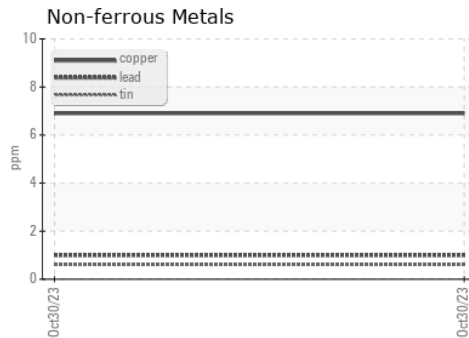 Non-ferrous Metals
10
8
6
4
2
0
ppm
copper
lead
tin
Oct30/23
Oct30/23